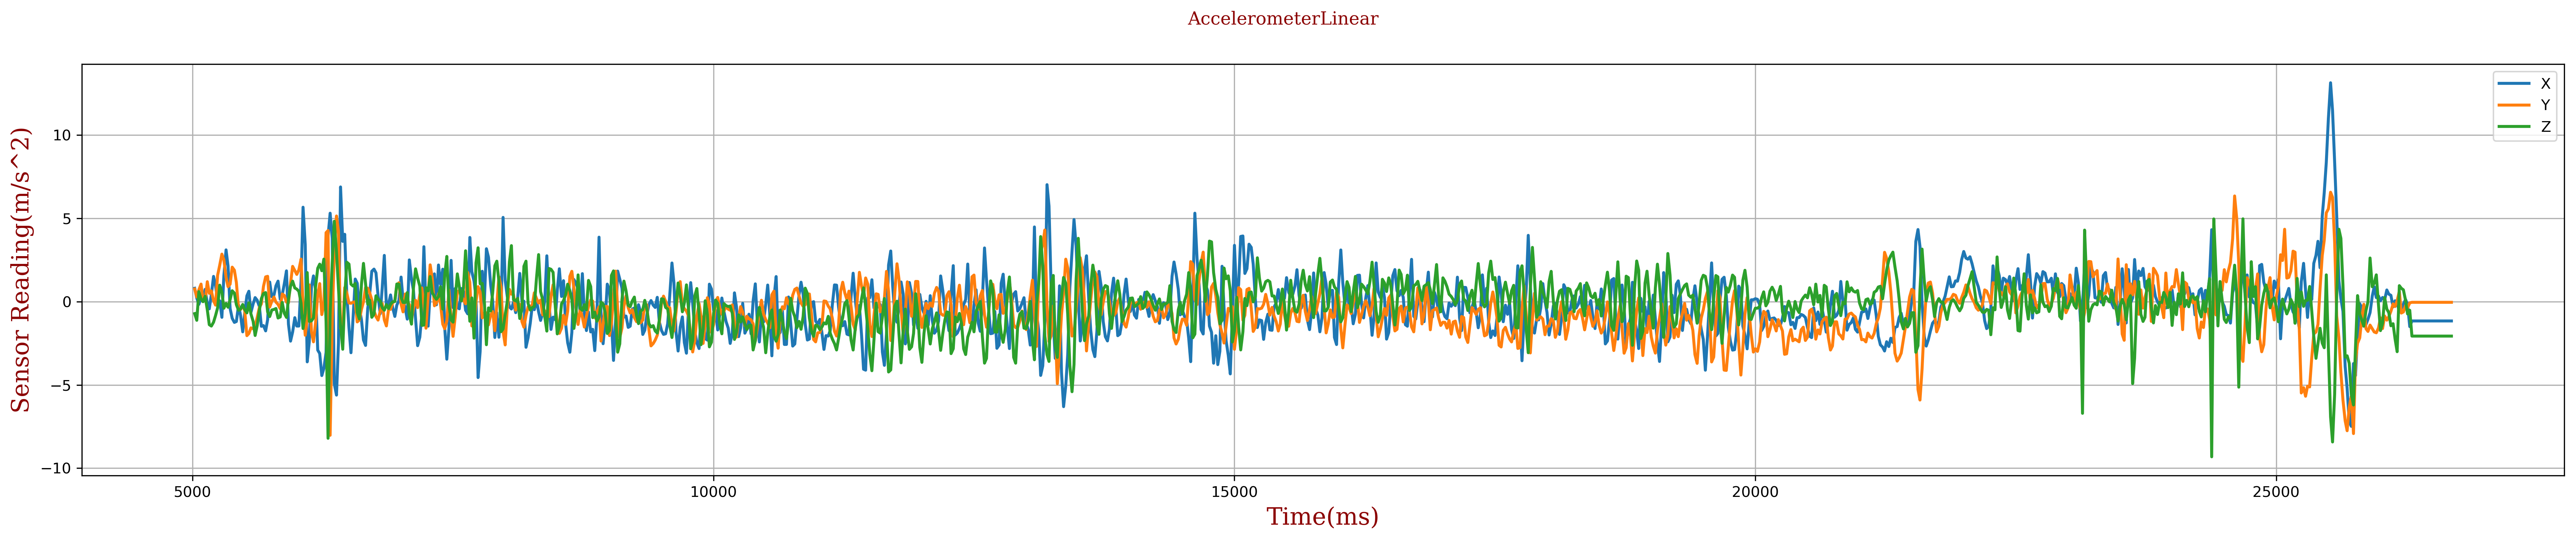 AccelerometerLinear
Sensor Reading(m/s^2)
10
5
0
−5
−10
X
Y
Z
5000
10000
15000
20000
25000
Time(ms)